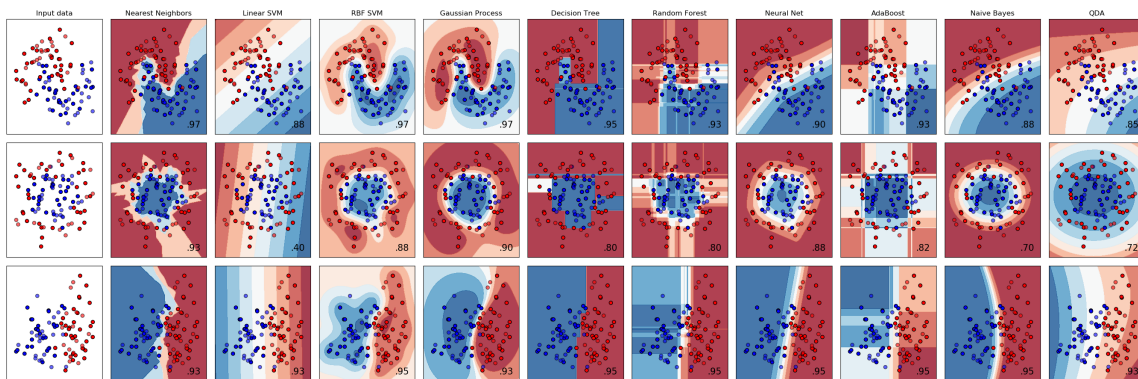 Input data Nearest Neighbors Linear SVM RBF SVM Gaussian Process Decision Tree Random Forest Neural Net AdaBoost Naive Bayes QDA
.97 .88 .97 .97 .95 .93 .90 .93 .88 .85
.93 .40 .88 .90 .80 .80 .88 .82 .70 .72
.93 .93 .95 .93 .95 .95 .95 .95 .95 .93